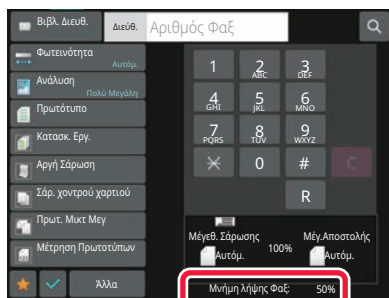 Βιβλ. Διευθ.
Διεύθ.
Αριθμός Φαξ
Φωτεινότητα
Αυτόμ.
Ανάλυση
Πολύ Μεγάλη
Πρωτότυπο
Κατασκ. Εργ.
Αργή Σάρωση
Σάρ. χοντρού χαρτιού
Πρωτ. Μικτ Μεγ
Μέτρηση Πρωτοτύπων
Άλλα
1 2 3
ABC DEF
4 5 6
GHI JKL MNO
7 8 9
PQRS TUV WXYZ
0 # C
R
Μέγεθ. Σάρωσης Μέγ.Αποστολής
100%
Αυτόμ. Αυτόμ.
Μνήμη λήψης Φαξ: 50%